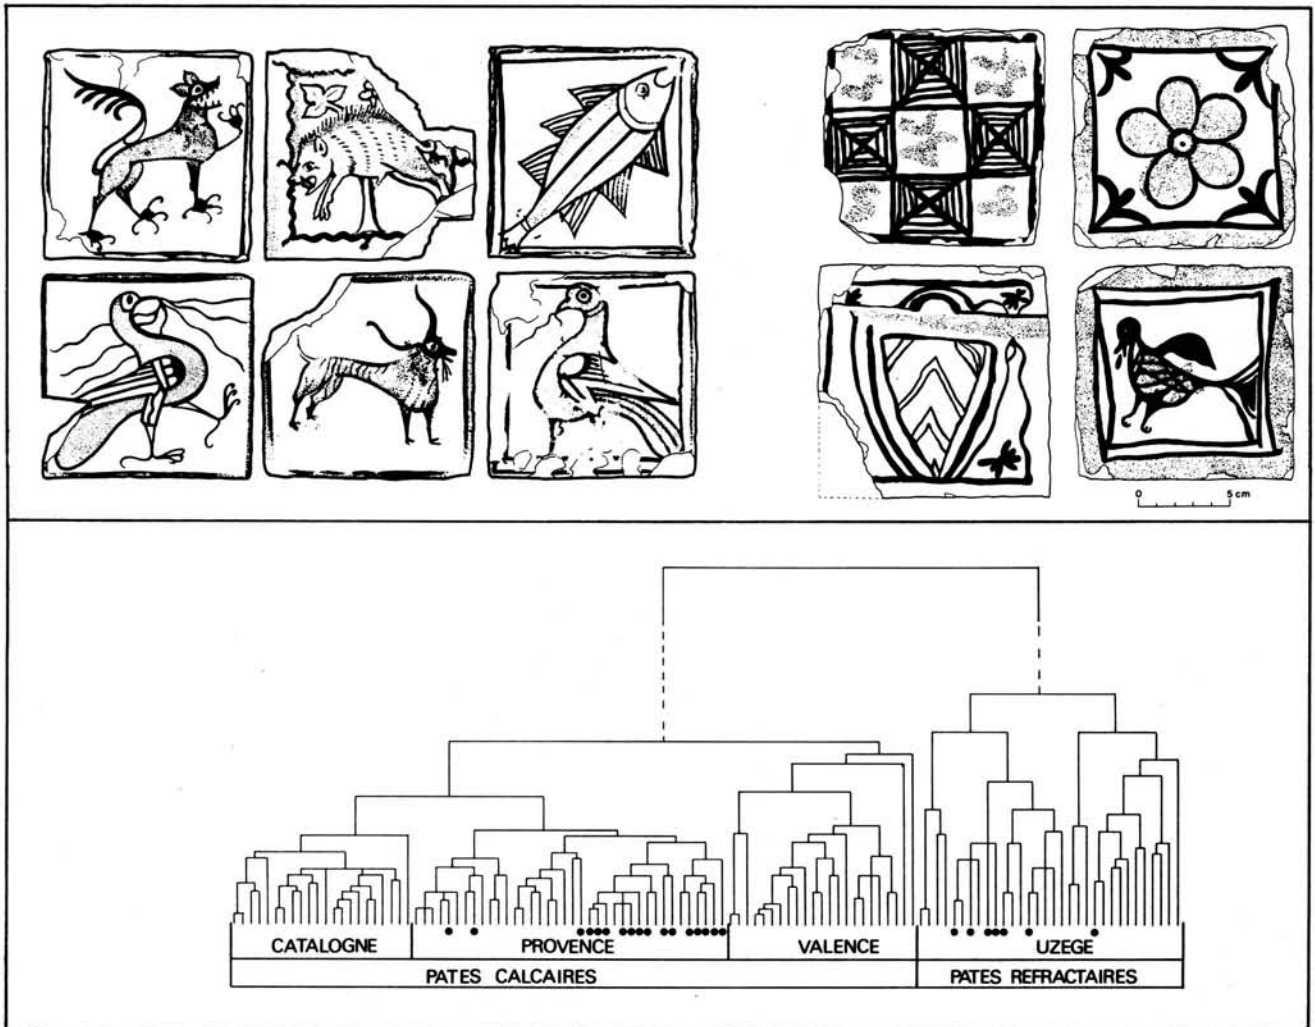 0 5 cm
CATALOGNE PROVENCE VALENCE UZEGE
PATES CALCAIRES PATES REFRACTAIRES